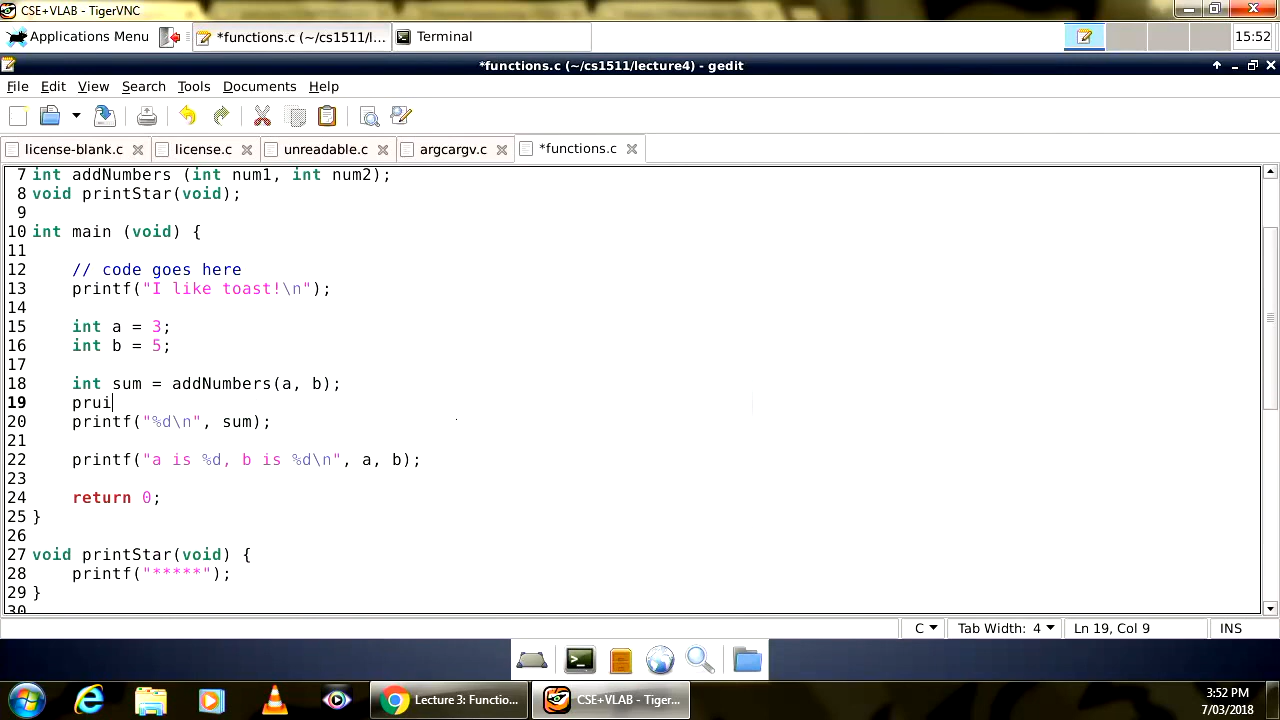 CSE+VLAB - TigerVNC
Applications Menu *functions.c (~/cs1511/l... Terminal 15:52
*functions.c (~/cs1511/lecture4) - gedit
File Edit View Search Tools Documents Help
license-blank.c license.c unreadable.c argcargv.c *functions.c
7 int addNumbers (int num1, int num2);
8 void printStar(void);
9
10 int main (void) {
11
12     // code goes here
13     printf("I like toast!\n");
14
15     int a = 3;
16     int b = 5;
17
18     int sum = addNumbers(a, b);
19     prui
20     printf("%d\n", sum);
21
22     printf("a is %d, b is %d\n", a, b);
23
24     return 0;
25 }
26
27 void printStar(void) {
28     printf("*****");
29 }
30
C Tab Width: 4 Ln 19, Col 9 INS
Lecture 3: Functio... CSE+VLAB - Tiger... 3:52 PM
7/03/2018